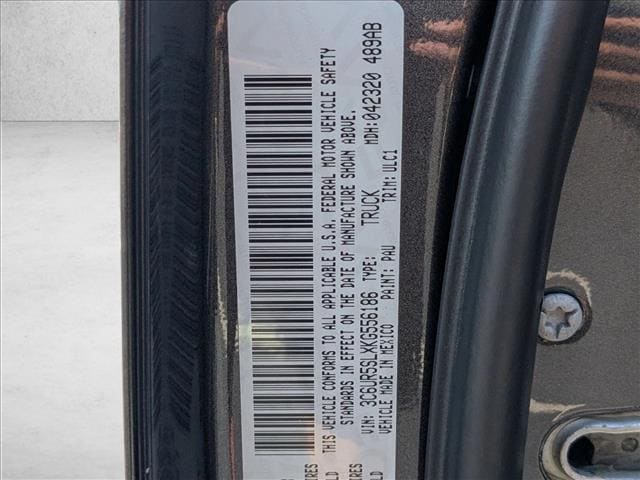 THIS VEHICLE CONFORMS TO ALL APPLICABLE U.S.A. FEDERAL MOTOR VEHICLE SAFETY
STANDARDS IN EFFECT ON THE DATE OF MANUFACTURE SHOWN ABOVE.
VIN: 3C6UR5SLXKG556186 TYPE: TRUCK MDH:042320 489AB
VEHICLE MADE IN MEXICO PAINT: PAU TRIM: ULC1